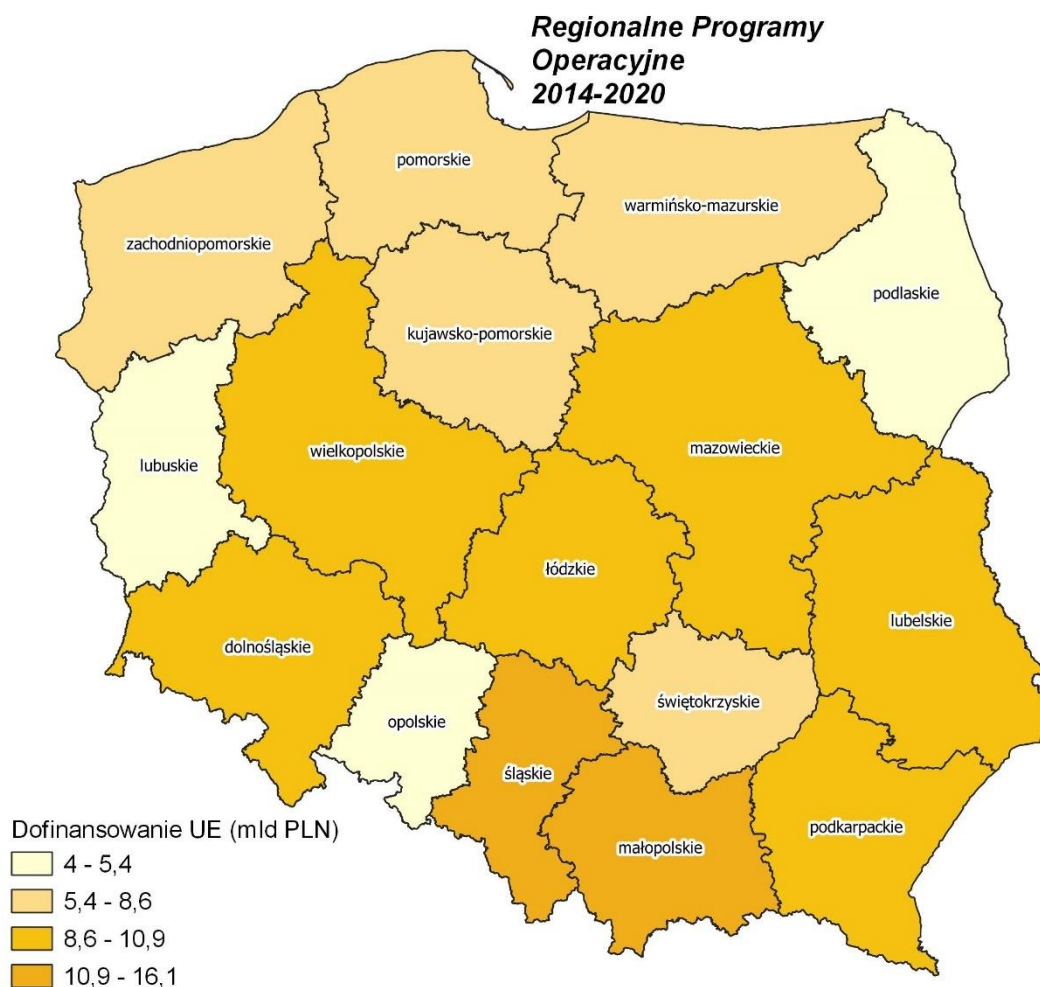 Regionalne Programy
Operacyjne
2014-2020
pomorskie
warmińsko-mazurskie
zachodniopomorskie
podlaskie
kujawsko-pomorskie
wielkopolskie
mazowieckie
lubuskie
łódzkie
lubelskie
dolnośląskie
świętokrzyskie
opolskie
śląskie
podkarpackie
małopolskie
Dofinansowanie UE (mld PLN)
4 - 5,4
5,4 - 8,6
8,6 - 10,9
10,9 - 16,1